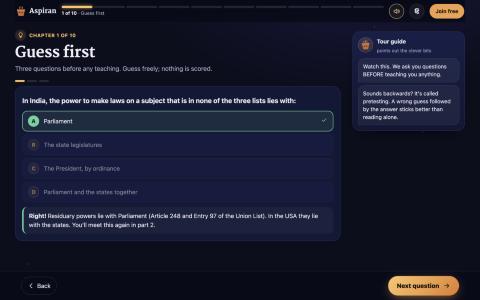 Aspiran
1 of 10 · Guess First
Join free
CHAPTER 1 OF 10
Guess first
Three questions before any teaching. Guess freely; nothing is scored.
In India, the power to make laws on a subject that is in none of the three lists lies with:
A Parliament
B The state legislatures
C The President, by ordinance
D Parliament and the states together
Right! Residuary powers lie with Parliament (Article 248 and Entry 97 of the Union List). In the USA they lie
with the states. You'll meet this again in part 2.
Tour guide
points out the clever bits
Watch this. We ask you questions
BEFORE teaching you anything.
Sounds backwards? It's called
pretesting. A wrong guess followed
by the answer sticks better than
reading alone.
Back
Next question